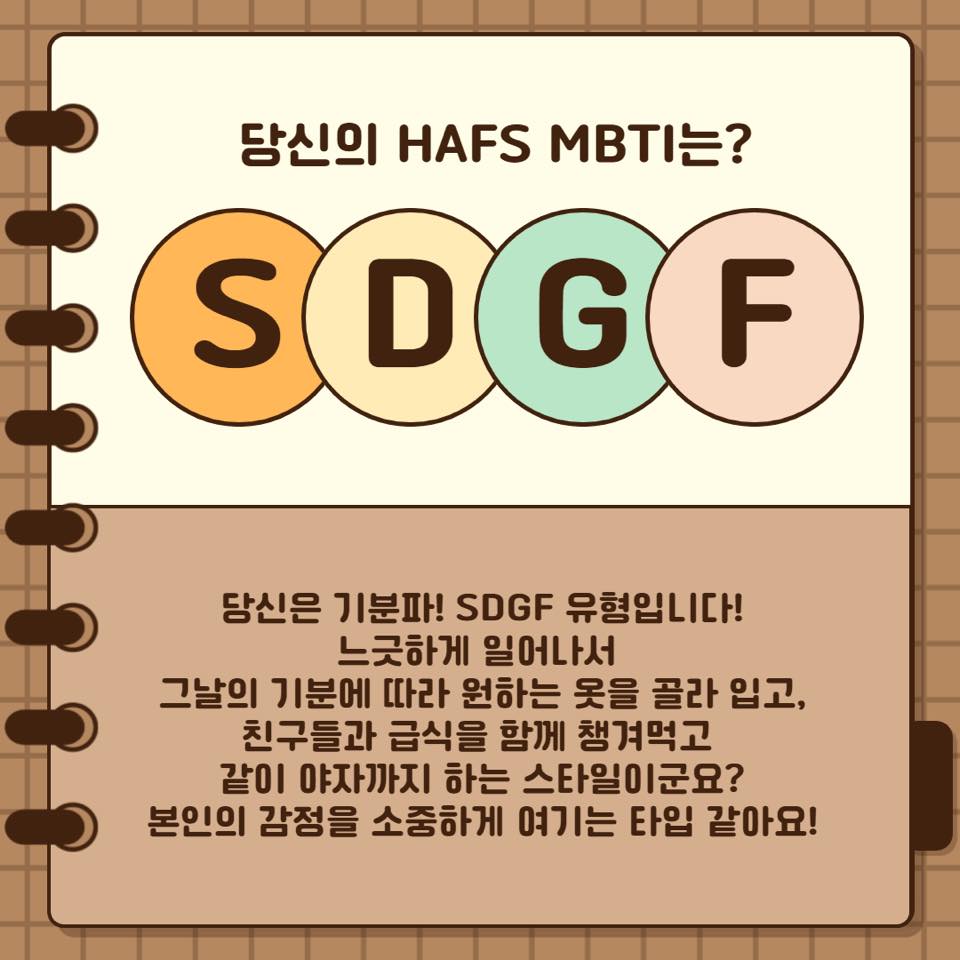 당신의 HAFS MBTI는?
S D G F
당신은 기분파! SDGF 유형입니다!
느긋하게 일어나서
그날의 기분에 따라 원하는 옷을 골라 입고,
친구들과 급식을 함께 챙겨먹고
같이 야자까지 하는 스타일이군요?
본인의 감정을 소중하게 여기는 타입 같아요!